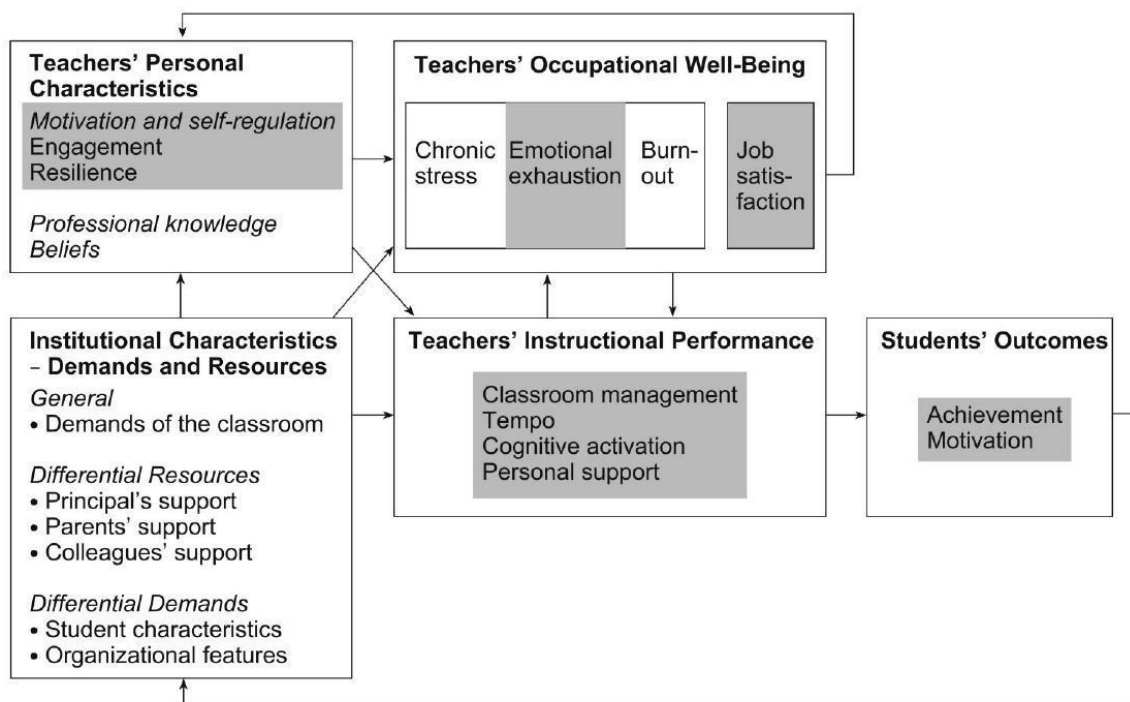 Teachers' Personal
Characteristics
Motivation and self-regulation
Engagement
Resilience
Professional knowledge
Beliefs
Teachers' Occupational Well-Being
Chronic
stress
Emotional
exhaustion
Burn-
out
Job
satis-
faction
Institutional Characteristics
– Demands and Resources
General
• Demands of the classroom
Differential Resources
• Principal's support
• Parents' support
• Colleagues' support
Differential Demands
• Student characteristics
• Organizational features
Teachers' Instructional Performance
Classroom management
Tempo
Cognitive activation
Personal support
Students' Outcomes
Achievement
Motivation